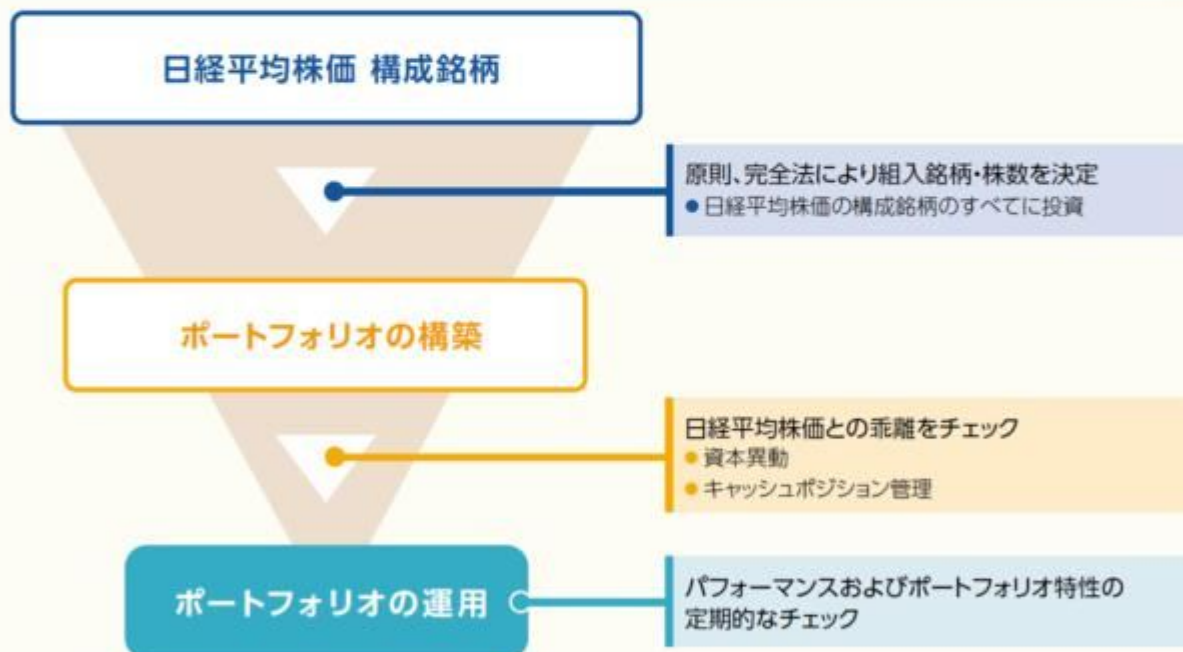 日経平均株価 構成銘柄
原則、完全法により組入銘柄・株数を決定
● 日経平均株価の構成銘柄のすべてに投資
ポートフォリオの構築
日経平均株価との乖離をチェック
● 資本異動
● キャッシュポジション管理
ポートフォリオの運用
パフォーマンスおよびポートフォリオ特性の
定期的なチェック